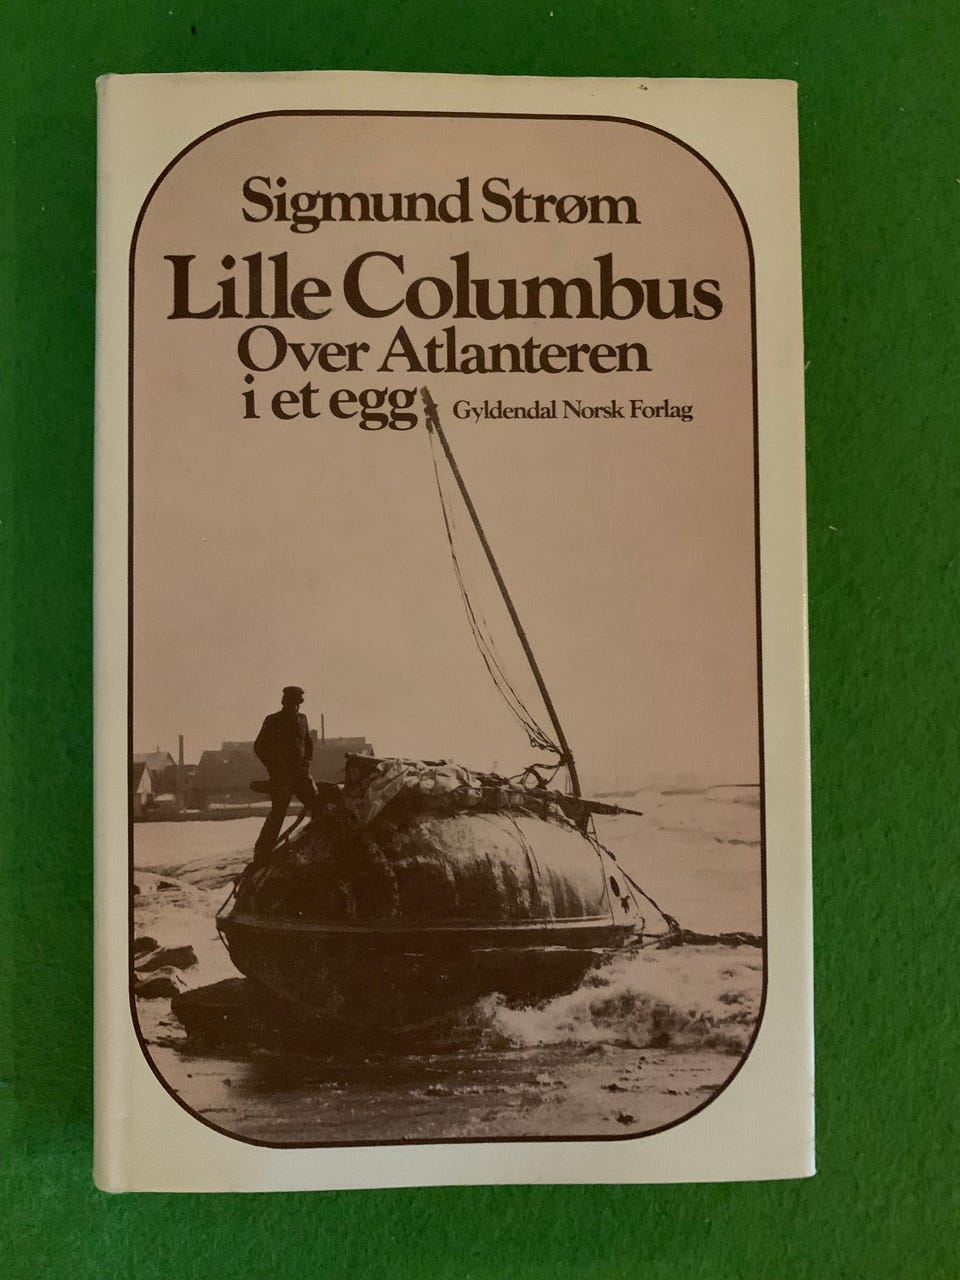 Sigmund Strøm
Lille Columbus
Over Atlanteren
i et egg Gyldendal Norsk Forlag